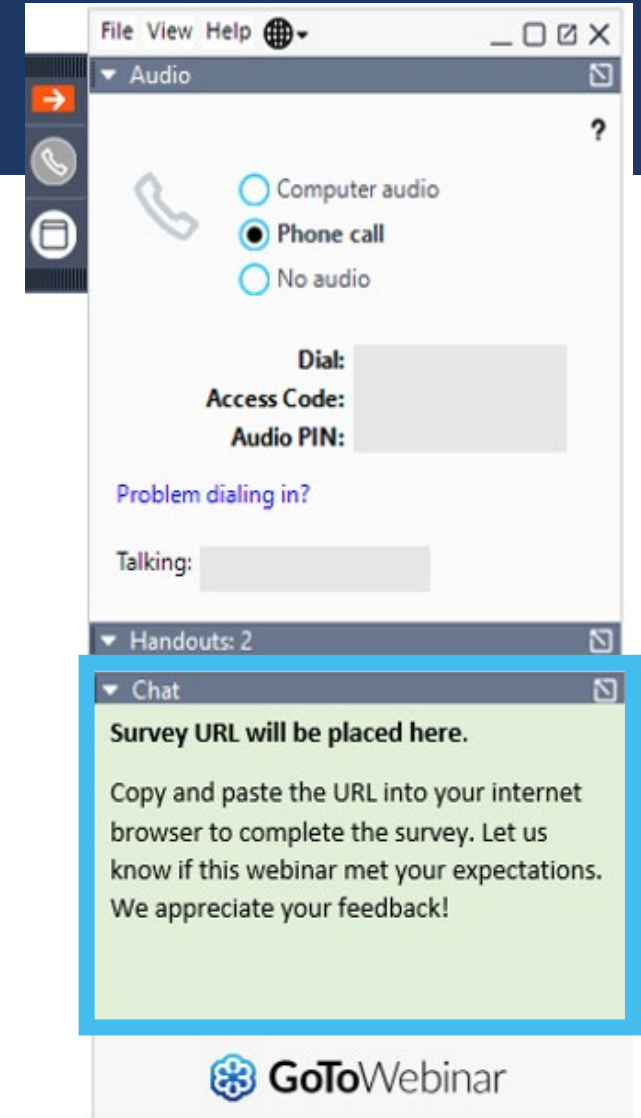 File View Help
Audio
?
Computer audio
Phone call
No audio
Dial:
Access Code:
Audio PIN:
Problem dialing in?
Talking:
Handouts: 2
Chat
Survey URL will be placed here.
Copy and paste the URL into your internet
browser to complete the survey. Let us
know if this webinar met your expectations.
We appreciate your feedback!
GoToWebinar